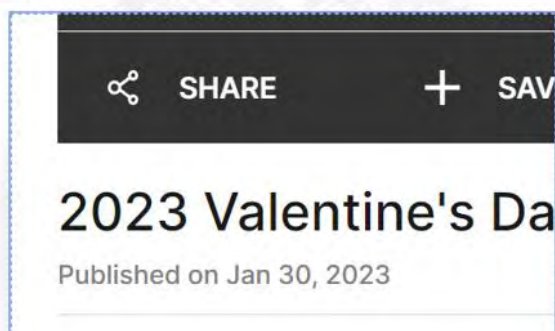 SHARE SAV
2023 Valentine's Da
Published on Jan 30, 2023